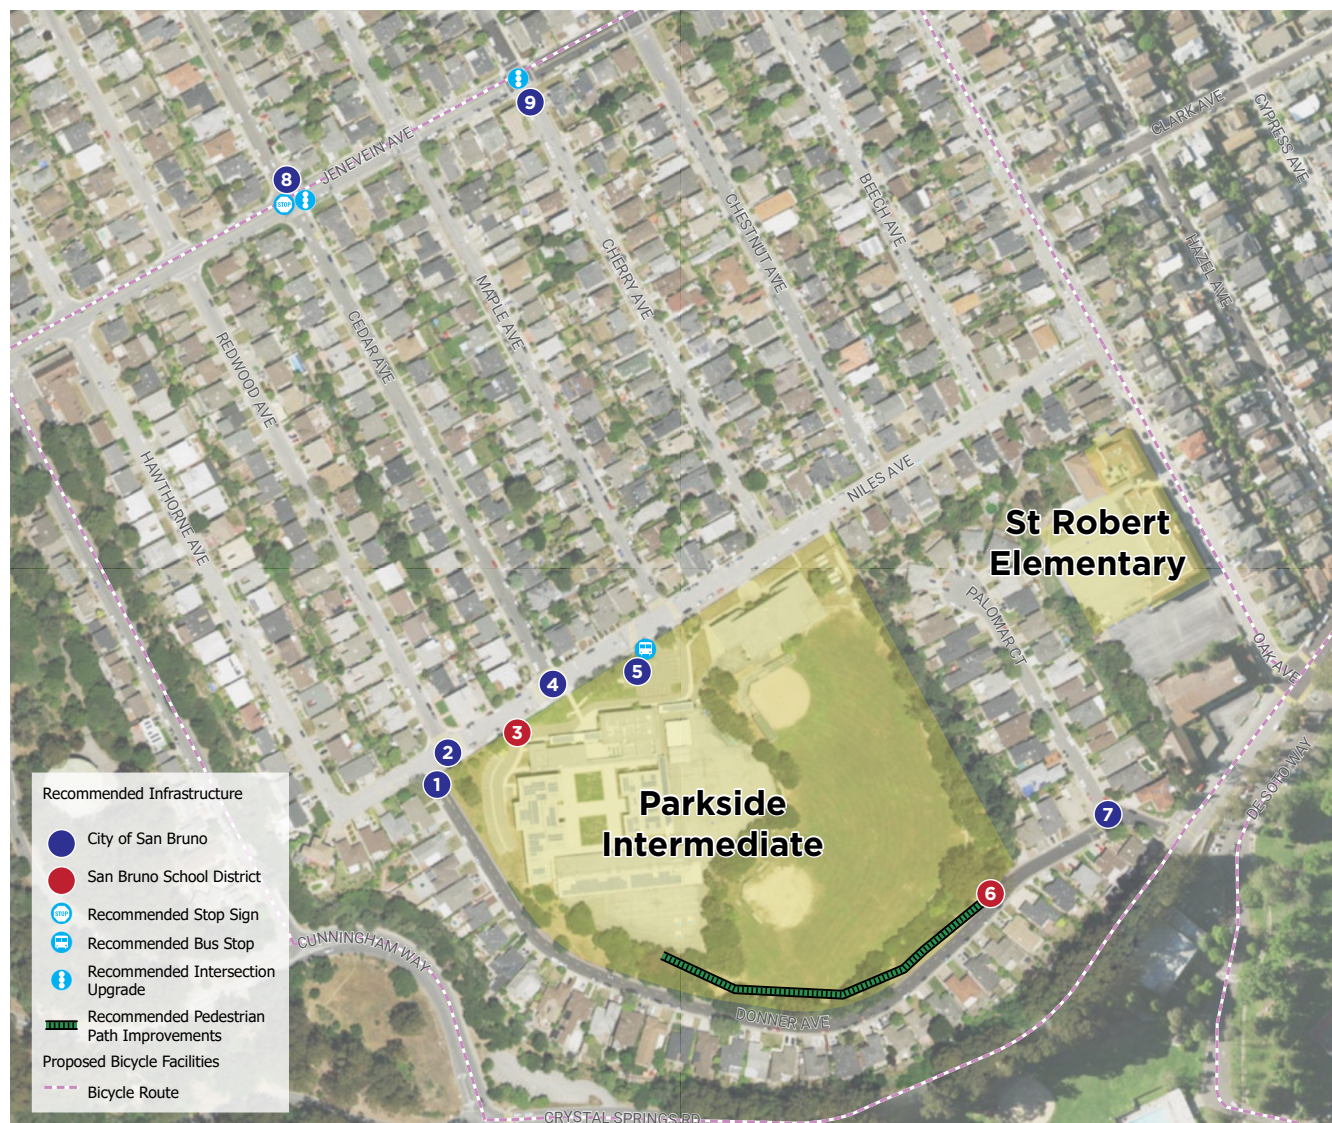 9
CLARK AVE
CYPRESS AVE
JENEVEIN AVE
8
STOP
BEECH AVE
CHESTNUT AVE
CHERRY AVE
HAZEL AVE
MAPLE AVE
CEDAR AVE
REDWOOD AVE
HAWTHORNE AVE
NILES AVE
St Robert
Elementary
PALOMAR CT
OAK AVE
5
4
3
2
1
DE SOTO WAY
Parkside
Intermediate
7
6
DONNER AVE
CUNNINGHAM WAY
CRYSTAL SPRINGS RD
Recommended Infrastructure
City of San Bruno
San Bruno School District
STOP
Recommended Stop Sign
Recommended Bus Stop
Recommended Intersection
Upgrade
Recommended Pedestrian
Path Improvements
Proposed Bicycle Facilities
Bicycle Route